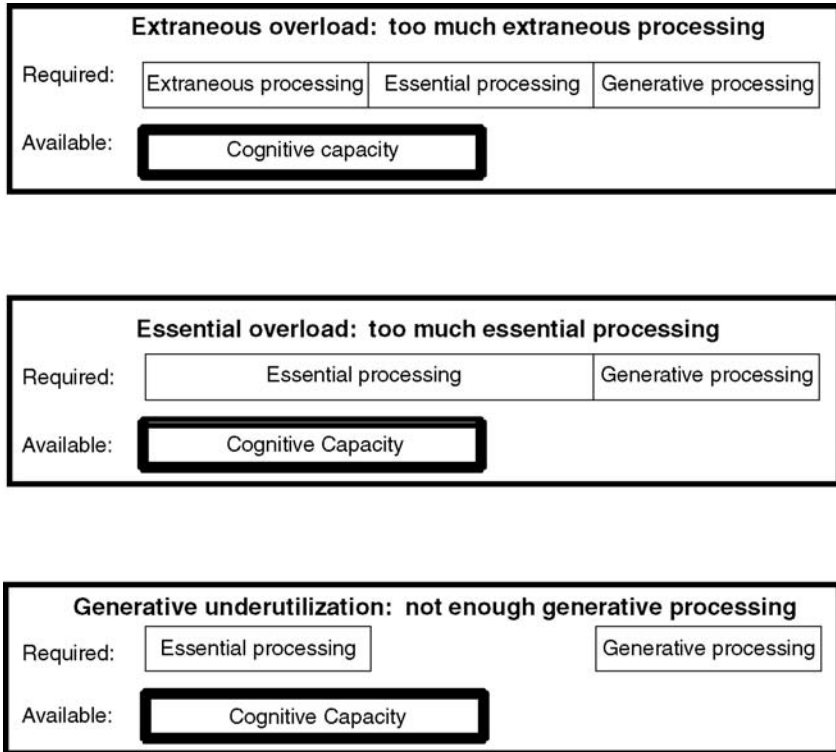 Extraneous overload: too much extraneous processing
Required: Extraneous processing Essential processing Generative processing
Available: Cognitive capacity
Essential overload: too much essential processing
Required: Essential processing Generative processing
Available: Cognitive Capacity
Generative underutilization: not enough generative processing
Required: Essential processing Generative processing
Available: Cognitive Capacity